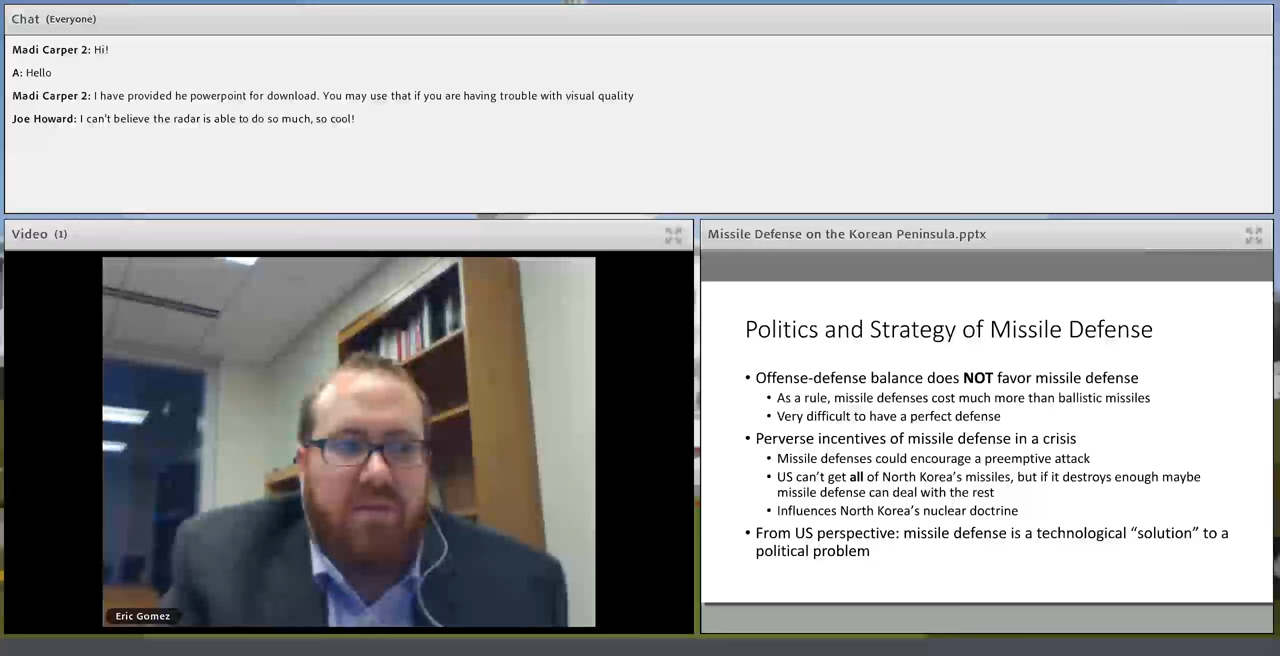 Chat (Everyone)
Madi Carper 2: Hi!
A: Hello
Madi Carper 2: I have provided he powerpoint for download. You may use that if you are having trouble with visual quality
Joe Howard: I can't believe the radar is able to do so much, so cool!
Video (1)
Eric Gomez
Missile Defense on the Korean Peninsula.pptx
Politics and Strategy of Missile Defense
• Offense-defense balance does NOT favor missile defense
• As a rule, missile defenses cost much more than ballistic missiles
• Very difficult to have a perfect defense
• Perverse incentives of missile defense in a crisis
• Missile defenses could encourage a preemptive attack
• US can't get all of North Korea's missiles, but if it destroys enough maybe
missile defense can deal with the rest
• Influences North Korea's nuclear doctrine
• From US perspective: missile defense is a technological “solution” to a
political problem